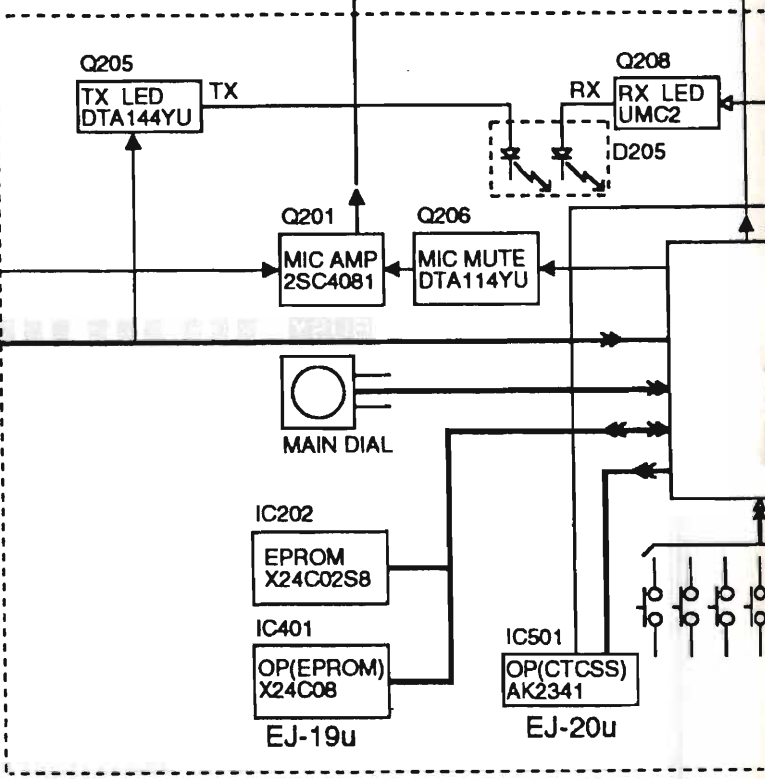 Q205
TX LED
DTA144YU
TX
RX
Q208
RX LED
UMC2
D205
Q201
MIC AMP
2SC4081
Q206
MIC MUTE
DTA114YU
MAIN DIAL
IC202
EPROM
X24C02S8
IC401
OP(EPROM)
X24C08
EJ-19u
IC501
OP(CTCSS)
AK2341
EJ-20u